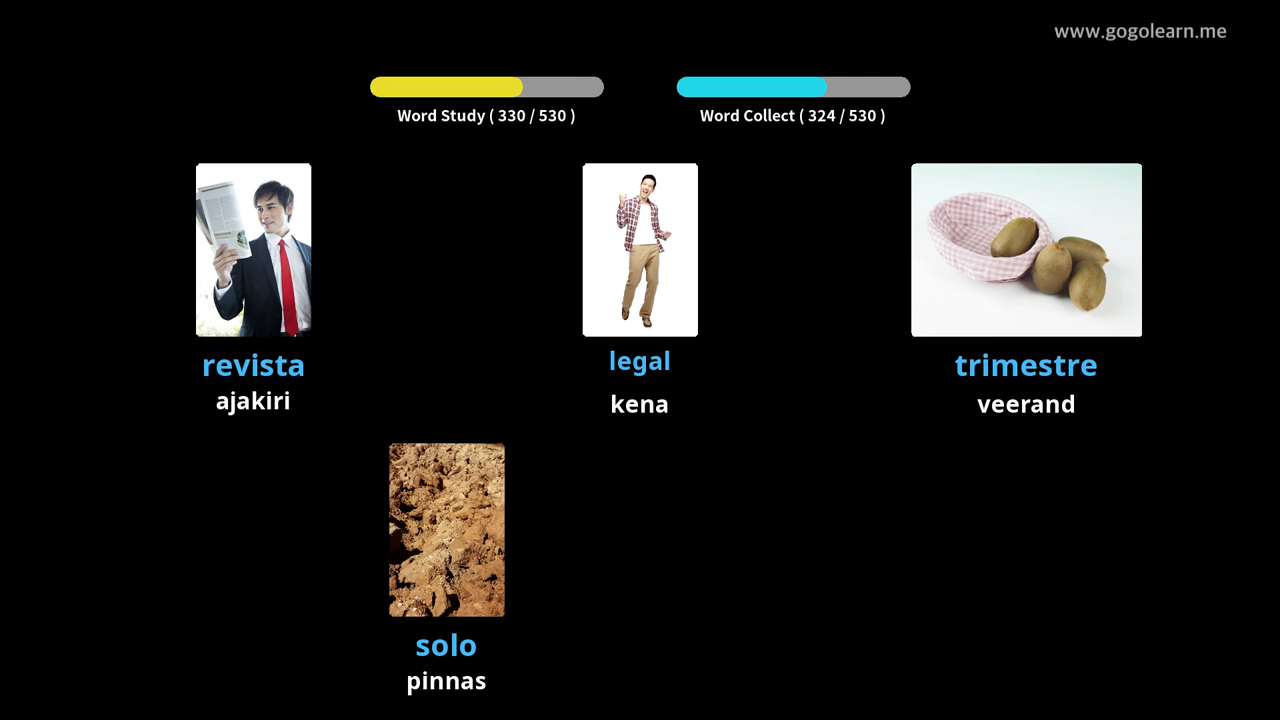 www.gogolearn.me
Word Study ( 330 / 530 )
Word Collect ( 324 / 530 )
revista
ajakiri
legal
kena
trimestre
veerand
solo
pinnas